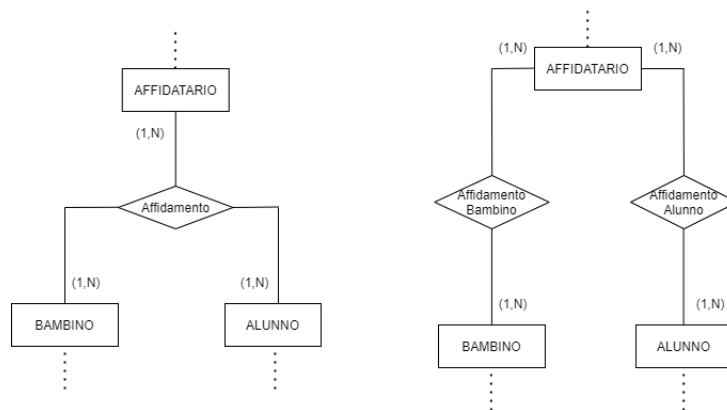 AFFIDATARIO
(1,N)
Affidamento
(1,N)
(1,N)
BAMBINO
ALUNNO
(1,N)
(1,N)
AFFIDATARIO
Affidamento
Bambino
Affidamento
Alunno
(1,N)
(1,N)
BAMBINO
ALUNNO